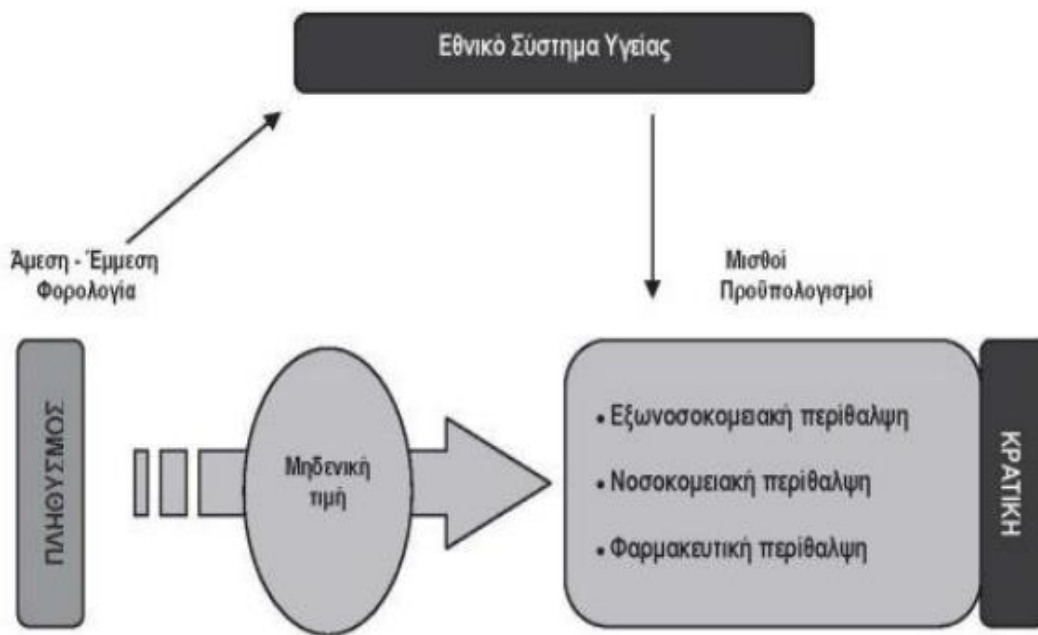 Εθνικό Σύστημα Υγείας
Άμεση - Έμμεση
Φορολογία
Μισθοί
Προϋπολογισμοί
ΠΛΗΘΥΣΜΟΣ
Μηδενική
τιμή
• Εξωνοσοκομειακή περίθαλψη
• Νοσοκομειακή περίθαλψη
• Φαρμακευτική περίθαλψη
ΚΡΑΤΙΚΗ